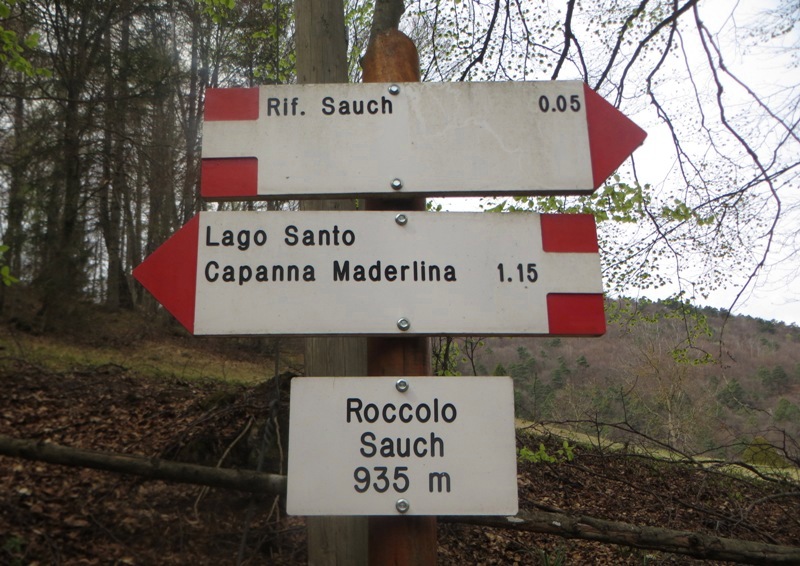 Rif. Sauch 0.05
Lago Santo
Capanna Maderlina 1.15
Roccolo
Sauch
935 m